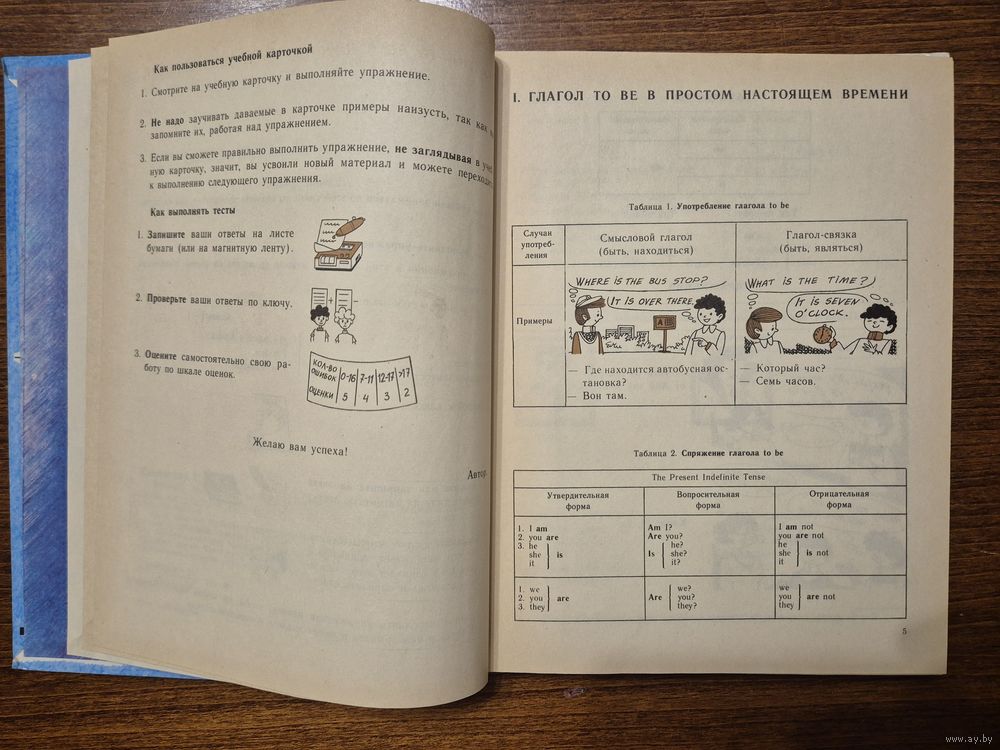 Как пользоваться учебной карточкой
1. Смотрите на учебную карточку и выполняйте упражнение.
2. Не надо заучивать даваемые в карточке примеры наизусть, так как
запомните их, работая над упражнением.
3. Если вы сможете правильно выполнить упражнение, не заглядывая в
ную карточку, значит, вы усвоили новый материал и можете
к выполнению следующего упражнения.
Как выполнять тесты
1. Запишите ваши ответы на листе
бумаги (или на магнитную ленту).
2. Проверьте ваши ответы по ключу.
3. Оцените самостоятельно свою ра-
боту по шкале оценок.
КОЛ-ВО
ОШИБОК 0-16 7-11 12-17 >17
ОЦЕНКИ 5 4 3 2
Желаю вам успеха!
Автор
I. ГЛАГОЛ TO BE В ПРОСТОМ НАСТОЯЩЕМ ВРЕМЕНИ
Таблица 1. Употребление глагола to be
Случаи
употреб-
ления
Смысловой глагол
(быть, находиться)
Глагол-связка
(быть, являться)
Примеры
WHERE IS THE BUS STOP?
IT IS OVER THERE.
A
WHAT IS THE TIME?
IT IS SEVEN
O'CLOCK.
— Где находится автобусная ос-
тановка?
— Вон там.
— Который час?
— Семь часов.
Таблица 2. Спряжение глагола to be
The Present Indefinite Tense
Утвердительная
форма
Вопросительная
форма
Отрицательная
форма
1. I am
2. you are
3. he
she is
it
Am I?
Are you?
he?
Is she?
it?
I am not
you are not
he
she is not
it
1. we
2. you are
3. they
we?
Are you?
they?
we
you are not
they
5
www.ay.by